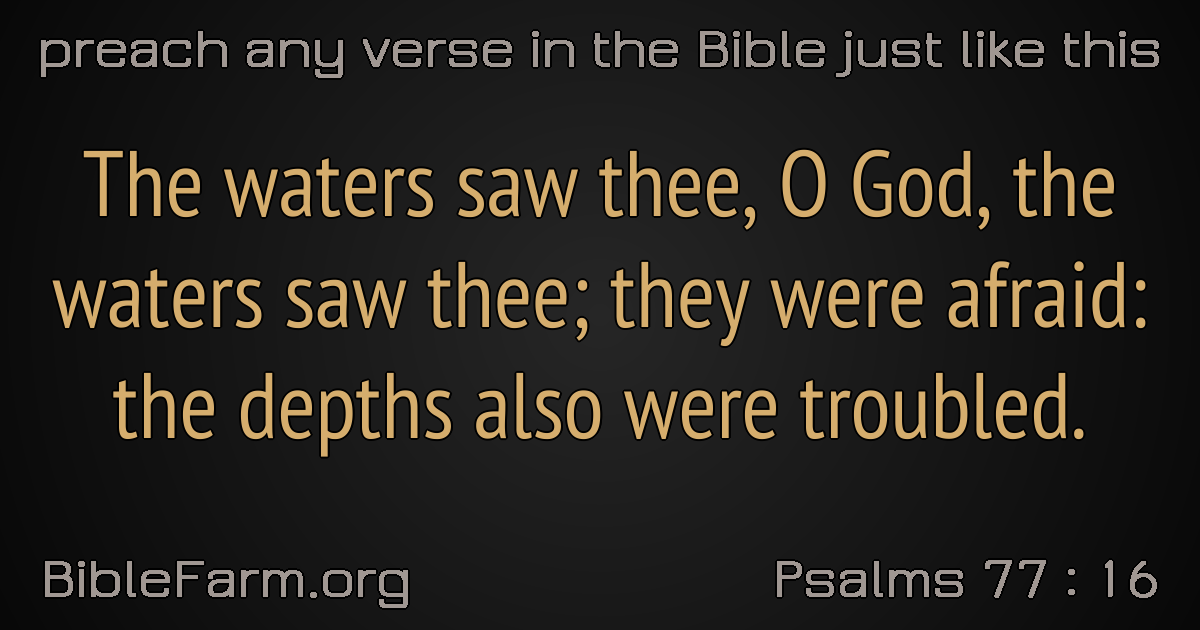 preach any verse in the Bible just like this
The waters saw thee, O God, the
waters saw thee; they were afraid:
the depths also were troubled.
BibleFarm.org
Psalms 77 : 16